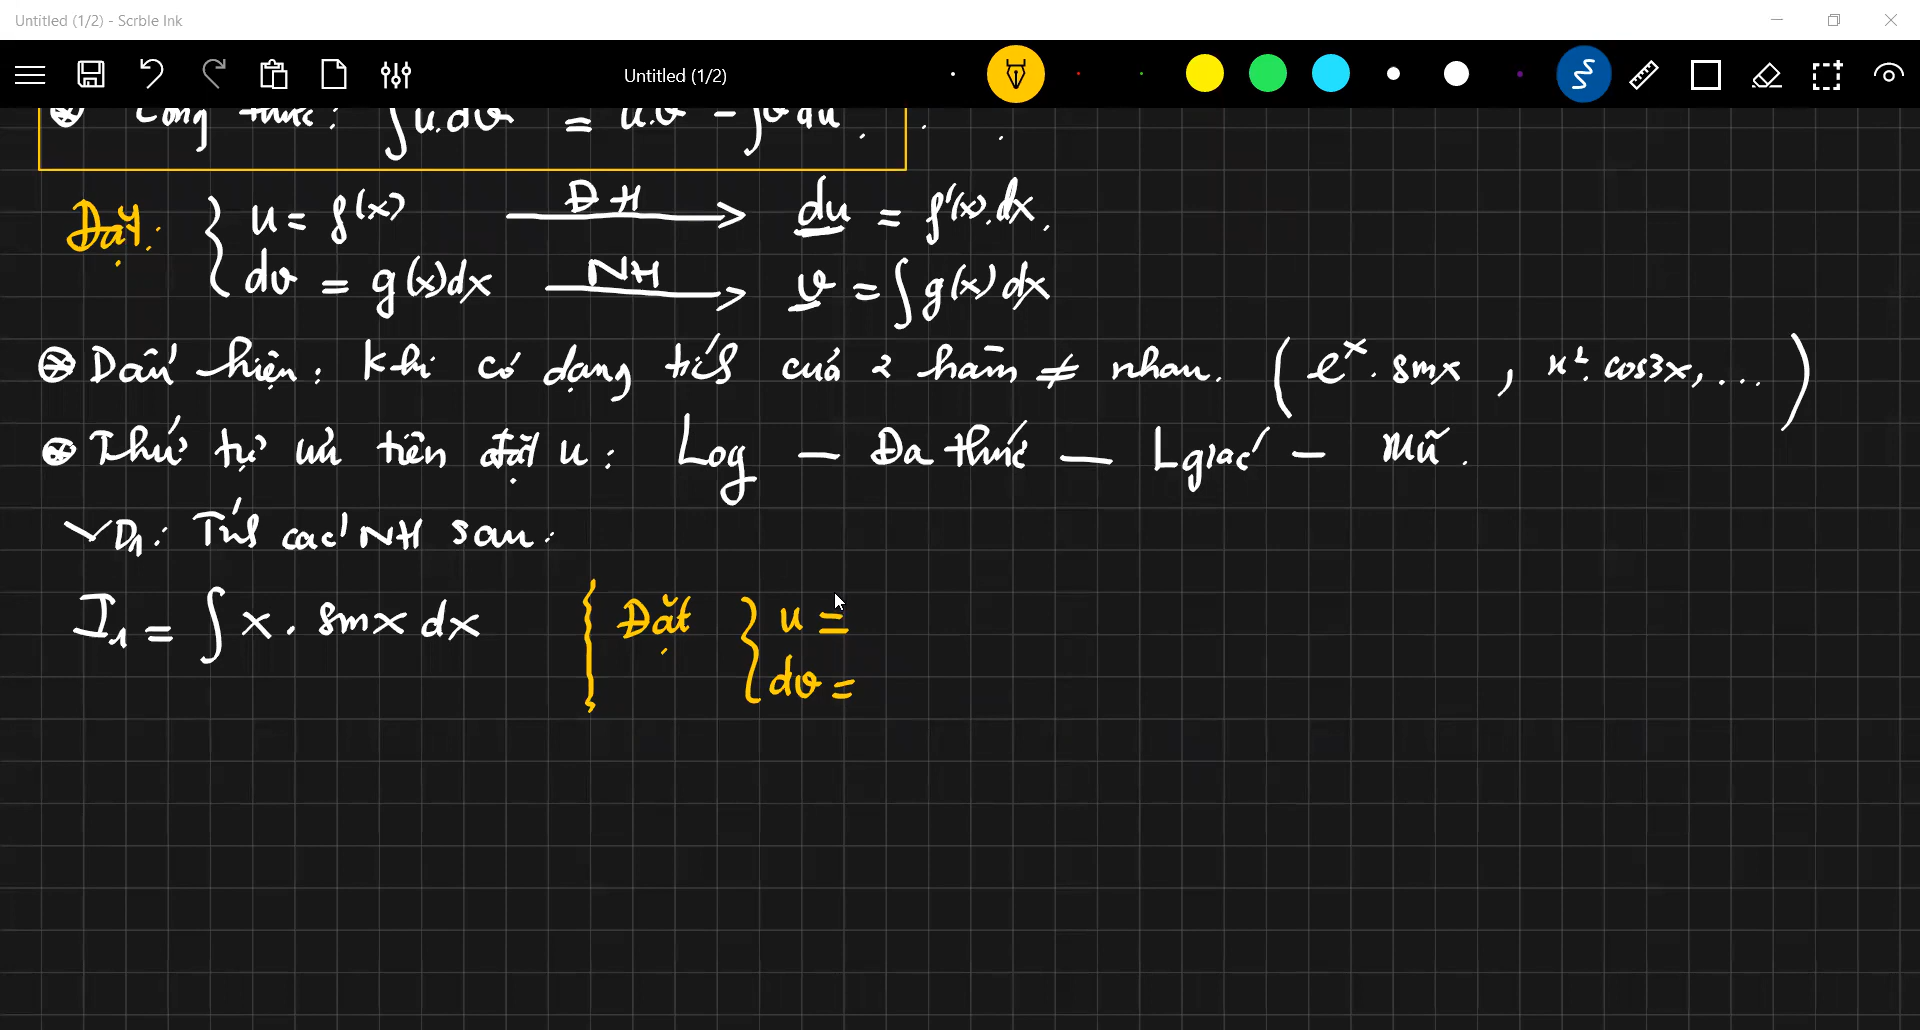 Untitled (1/2) - Scrble Ink
Untitled (1/2)
Công thức: ∫u.dv = u.v - ∫v du.
Đặt: { u = f(x) ĐH → du = f'(x).dx.
dv = g(x)dx NH → v = ∫g(x)dx
⊛ Dấu hiệu: Khi có dạng tích của 2 hàm ≠ nhau. (e^x. sinx, x². cos3x, ...)
⊛ Thứ tự ưu tiên đặt u: Log – Đa thức – Lgiác – Mũ.
VD1: Tính các NH sau:
I₁ = ∫x. sinx dx { Đặt { u =
dv =